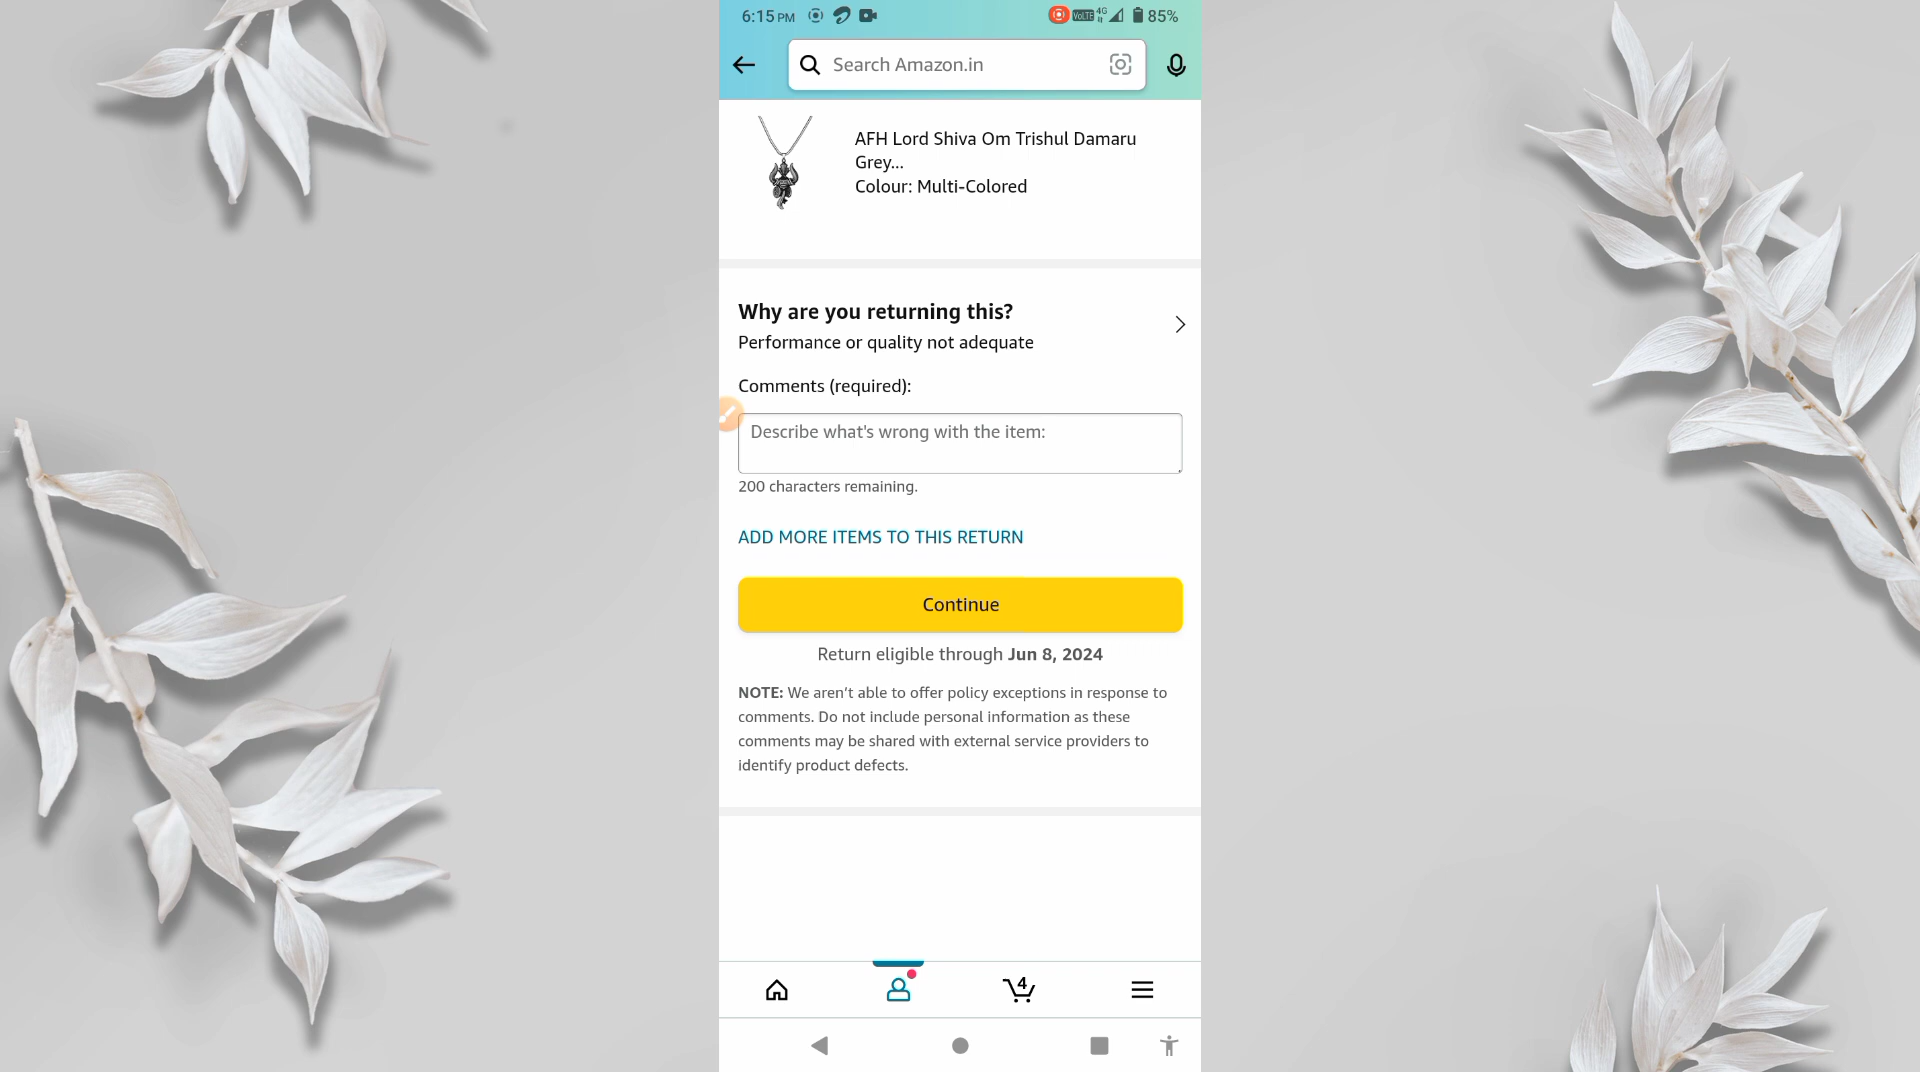 6:15 PM
VoLTE 4G 85%
Search Amazon.in
AFH Lord Shiva Om Trishul Damaru
Grey...
Colour: Multi-Colored
Why are you returning this?
Performance or quality not adequate
Comments (required):
Describe what's wrong with the item:
200 characters remaining.
ADD MORE ITEMS TO THIS RETURN
Continue
Return eligible through Jun 8, 2024
NOTE: We aren't able to offer policy exceptions in response to
comments. Do not include personal information as these
comments may be shared with external service providers to
identify product defects.
4